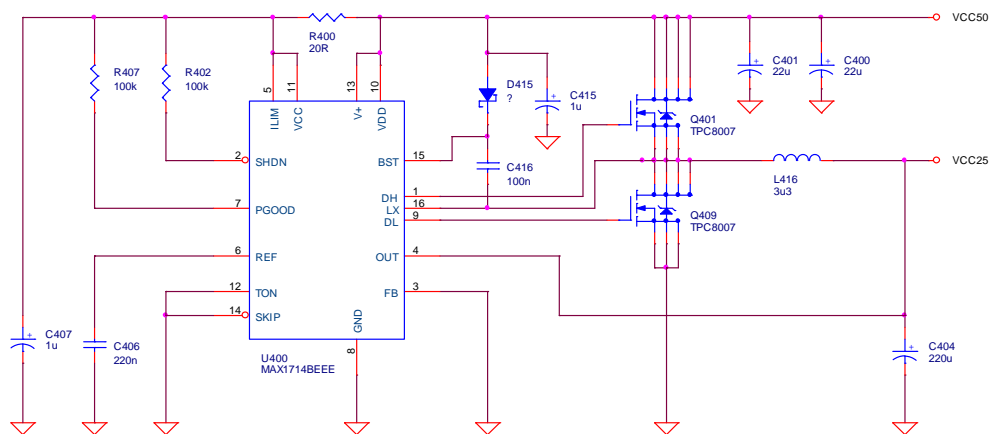 VCC50
R400
20R
R407
100k
R402
100k
5
11
13
10
ILIM
VCC
V+
VDD
D415
?
C415
1u
C401
22u
C400
22u
Q401
TPC8007
2
SHDN
BST
15
C416
100n
VCC25
L416
3u3
DH
1
7
PGOOD
LX
16
DL
9
Q409
TPC8007
6
REF
OUT
4
12
TON
FB
3
14
SKIP
GND
8
C407
1u
C406
220n
U400
MAX1714BEEE
C404
220u
+
+
+
+
+
+